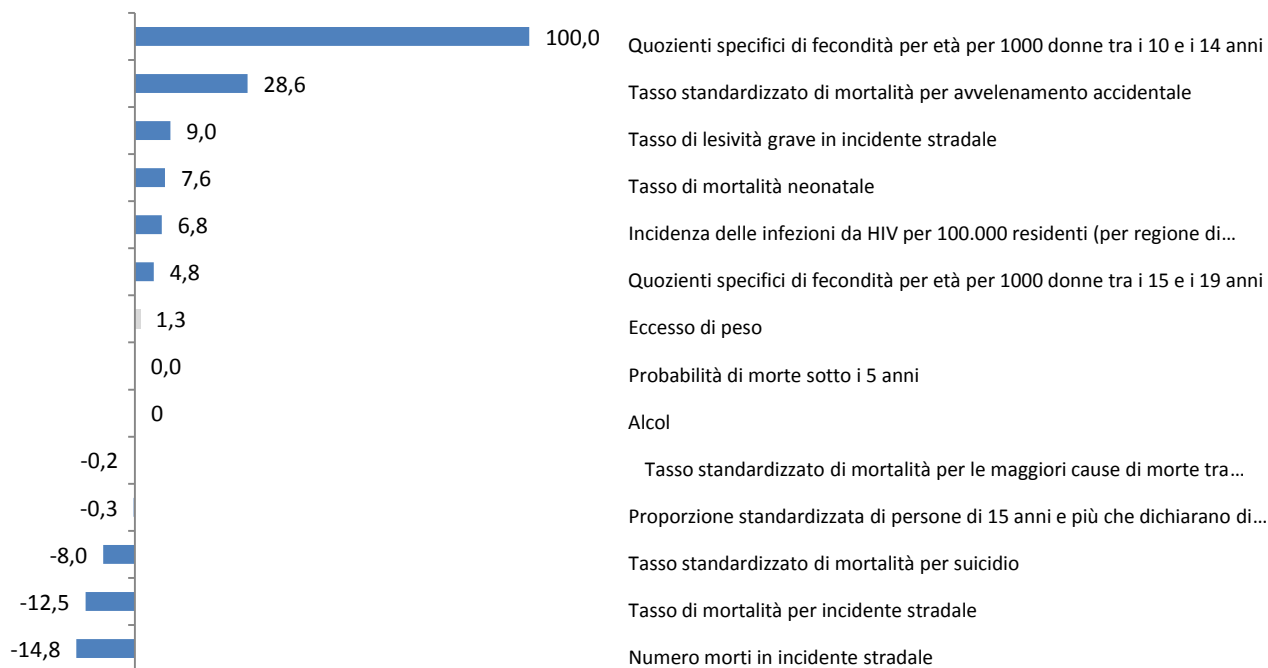 100,0 Quozienti specifici di fecondità per età per 1000 donne tra i 10 e i 14 anni
28,6 Tasso standardizzato di mortalità per avvelenamento accidentale
9,0 Tasso di lesività grave in incidente stradale
7,6 Tasso di mortalità neonatale
6,8 Incidenza delle infezioni da HIV per 100.000 residenti (per regione di…
4,8 Quozienti specifici di fecondità per età per 1000 donne tra i 15 e i 19 anni
1,3 Eccesso di peso
0,0 Probabilità di morte sotto i 5 anni
0 Alcol
-0,2 Tasso standardizzato di mortalità per le maggiori cause di morte tra…
-0,3 Proporzione standardizzata di persone di 15 anni e più che dichiarano di…
-8,0 Tasso standardizzato di mortalità per suicidio
-12,5 Tasso di mortalità per incidente stradale
-14,8 Numero morti in incidente stradale